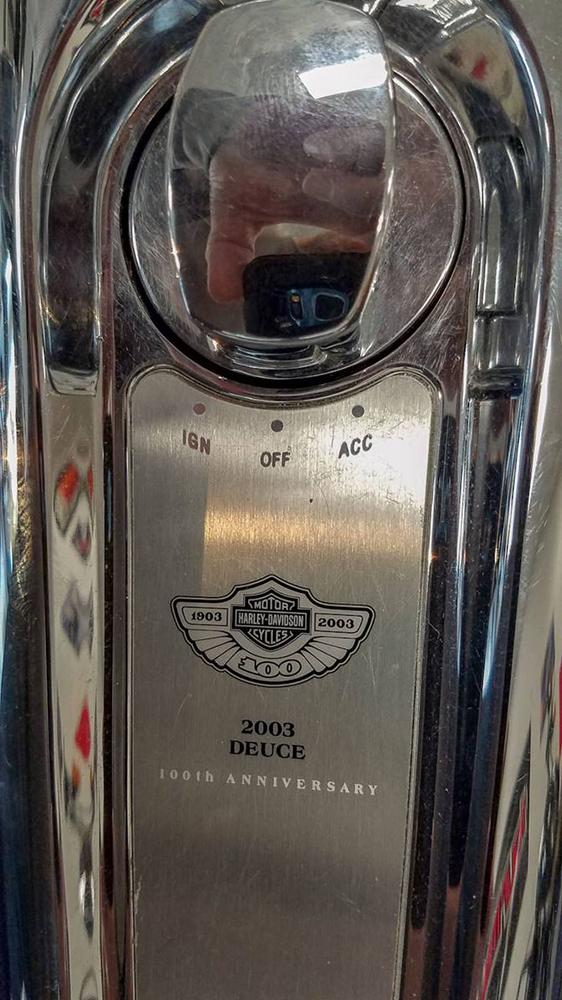 IGN OFF ACC
MOTOR
1903 HARLEY-DAVIDSON 2003
CYCLES
100
2003
DEUCE
100th ANNIVERSARY